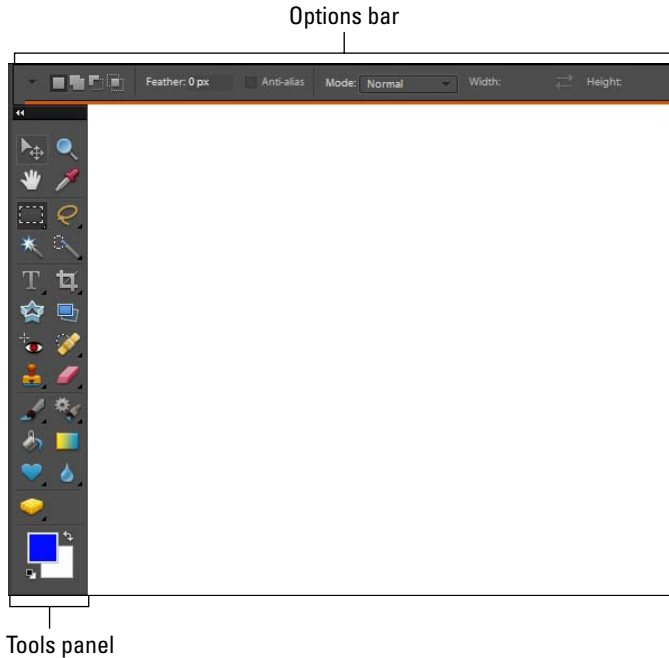 Options bar
Feather: 0 px Anti-alias Mode: Normal Width: Height:
T
Tools panel